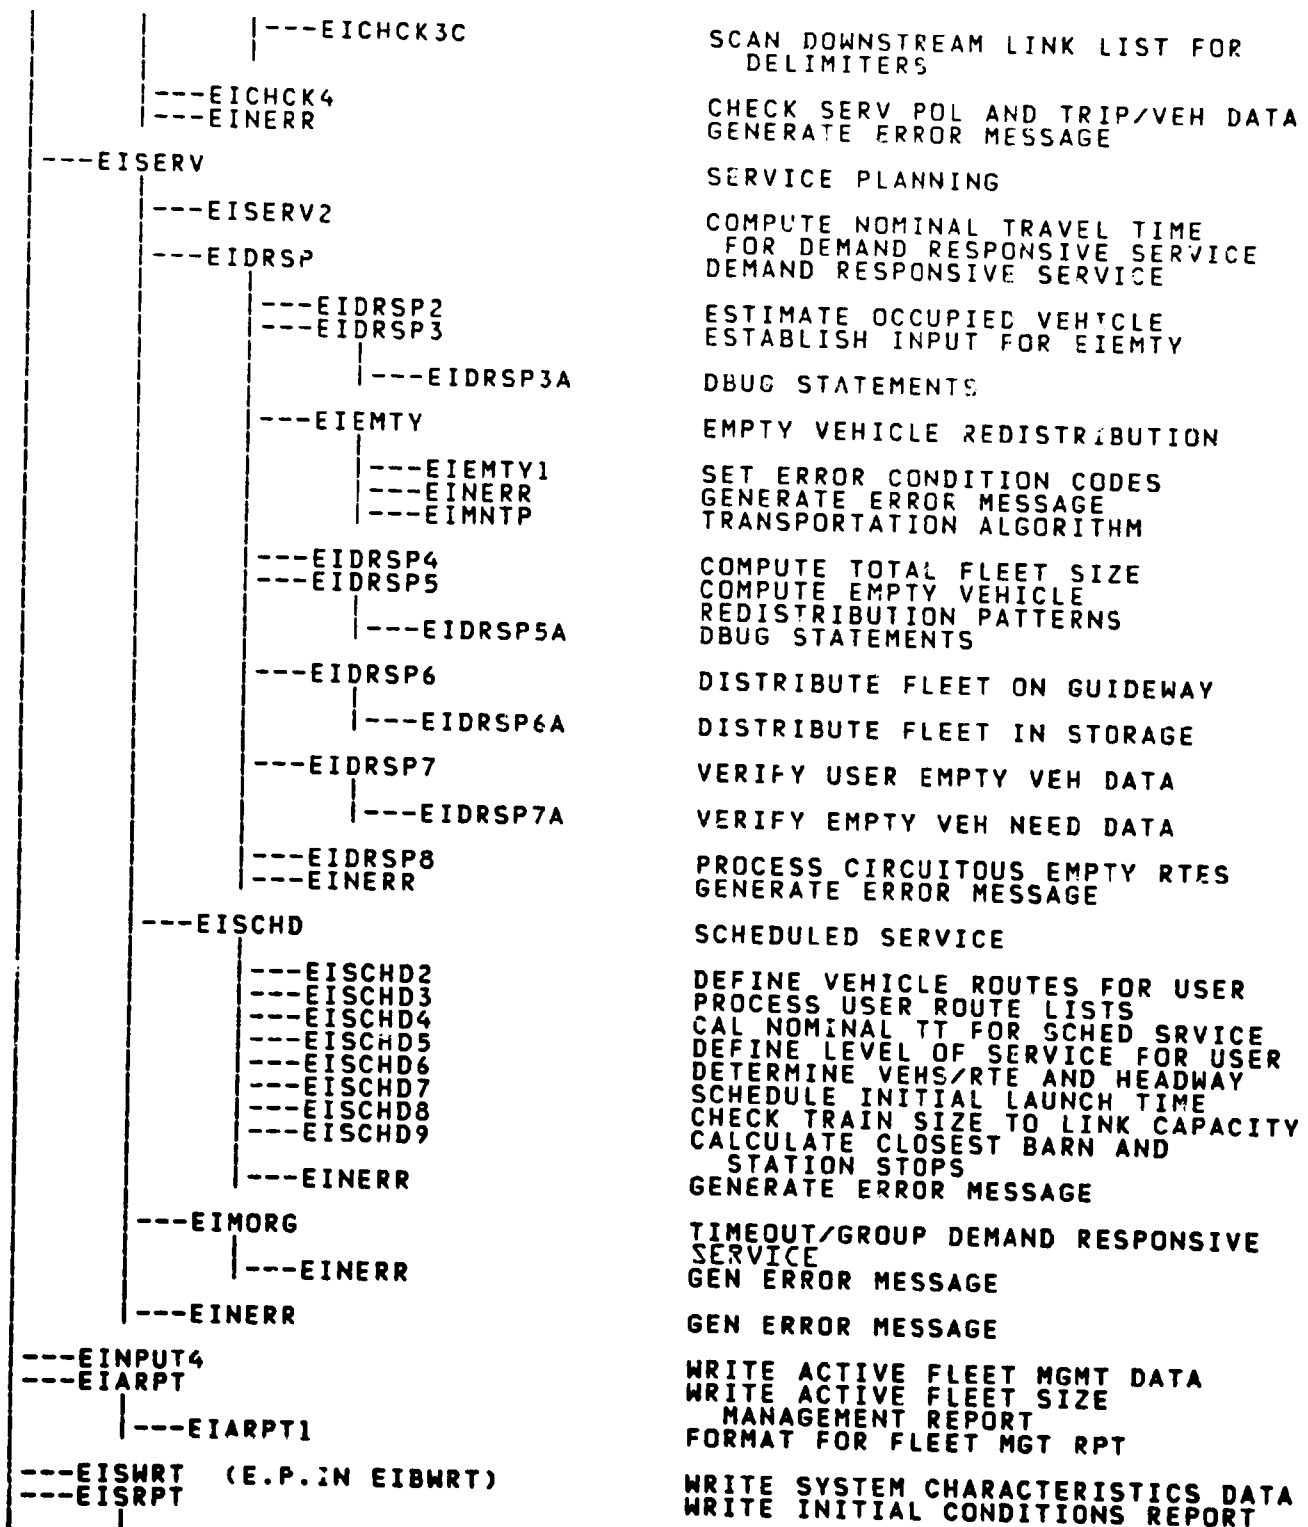 ---EICHCK3C SCAN DOWNSTREAM LINK LIST FOR
DELIMITERS
---EICHCK4 CHECK SERV POL AND TRIP/VEH DATA
---EINERR GENERATE ERROR MESSAGE
---EISERV SERVICE PLANNING
---EISERV2 COMPUTE NOMINAL TRAVEL TIME
FOR DEMAND RESPONSIVE SERVICE
---EIDRSP DEMAND RESPONSIVE SERVICE
---EIDRSP2 ESTIMATE OCCUPIED VEHICLE
---EIDRSP3 ESTABLISH INPUT FOR EIEMTY
---EIDRSP3A DBUG STATEMENTS
---EIEMTY EMPTY VEHICLE REDISTRIBUTION
---EIEMTY1 SET ERROR CONDITION CODES
---EINERR GENERATE ERROR MESSAGE
---EIMNTP TRANSPORTATION ALGORITHM
---EIDRSP4 COMPUTE TOTAL FLEET SIZE
---EIDRSP5 COMPUTE EMPTY VEHICLE
REDISTRIBUTION PATTERNS
---EIDRSP5A DBUG STATEMENTS
---EIDRSP6 DISTRIBUTE FLEET ON GUIDEWAY
---EIDRSP6A DISTRIBUTE FLEET IN STORAGE
---EIDRSP7 VERIFY USER EMPTY VEH DATA
---EIDRSP7A VERIFY EMPTY VEH NEED DATA
---EIDRSP8 PROCESS CIRCUITOUS EMPTY RTES
---EINERR GENERATE ERROR MESSAGE
---EISCHD SCHEDULED SERVICE
---EISCHD2 DEFINE VEHICLE ROUTES FOR USER
---EISCHD3 PROCESS USER ROUTE LISTS
---EISCHD4 CAL NOMINAL TT FOR SCHED SRVICE
---EISCHD5 DEFINE LEVEL OF SERVICE FOR USER
---EISCHD6 DETERMINE VEHS/RTE AND HEADWAY
---EISCHD7 SCHEDULE INITIAL LAUNCH TIME
---EISCHD8 CHECK TRAIN SIZE TO LINK CAPACITY
---EISCHD9 CALCULATE CLOSEST BARN AND
STATION STOPS
---EINERR GENERATE ERROR MESSAGE
---EIMORG TIMEOUT/GROUP DEMAND RESPONSIVE
SERVICE
---EINERR GEN ERROR MESSAGE
---EINERR GEN ERROR MESSAGE
---EINPUT4 WRITE ACTIVE FLEET MGMT DATA
---EIARPT WRITE ACTIVE FLEET SIZE
MANAGEMENT REPORT
---EIARPT1 FORMAT FOR FLEET MGT RPT
---EISWRT (E.P.IN EIBWRT) WRITE SYSTEM CHARACTERISTICS DATA
---EISRPT WRITE INITIAL CONDITIONS REPORT